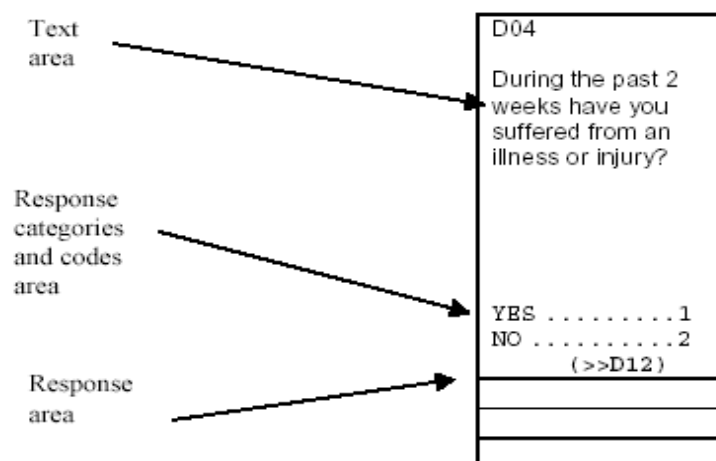 Text
area
Response
categories
and codes
area
Response
area
D04
During the past 2
weeks have you
suffered from an
illness or injury?
YES .........1
NO ..........2
(>>D12)